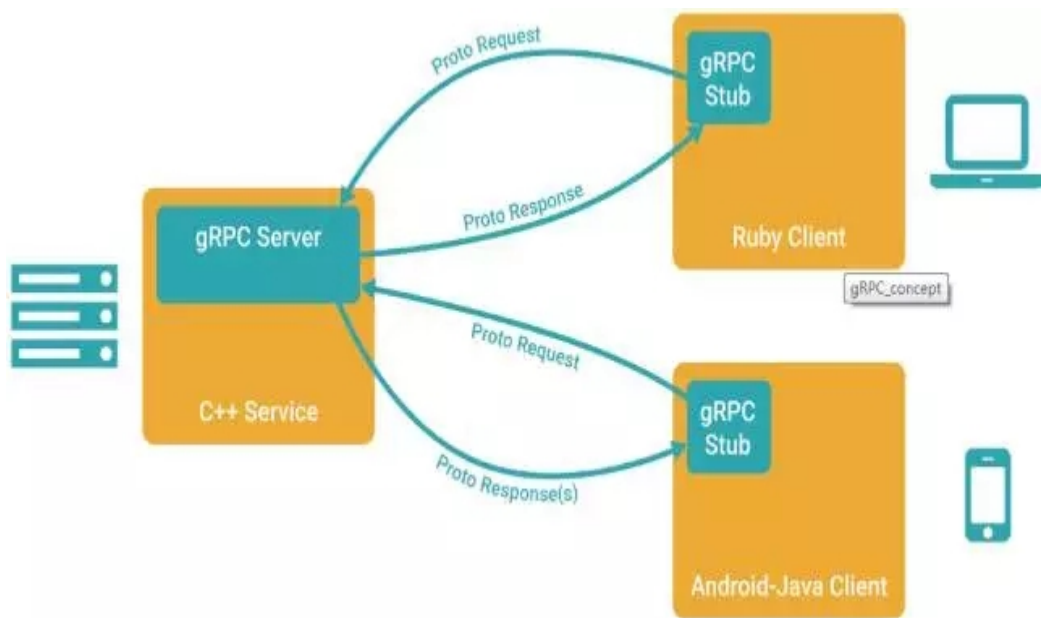 Proto Request
gRPC
Stub
Proto Response
Ruby Client
gRPC Server
C++ Service
gRPC_concept
Proto Request
gRPC
Stub
Proto Response(s)
Android-Java Client